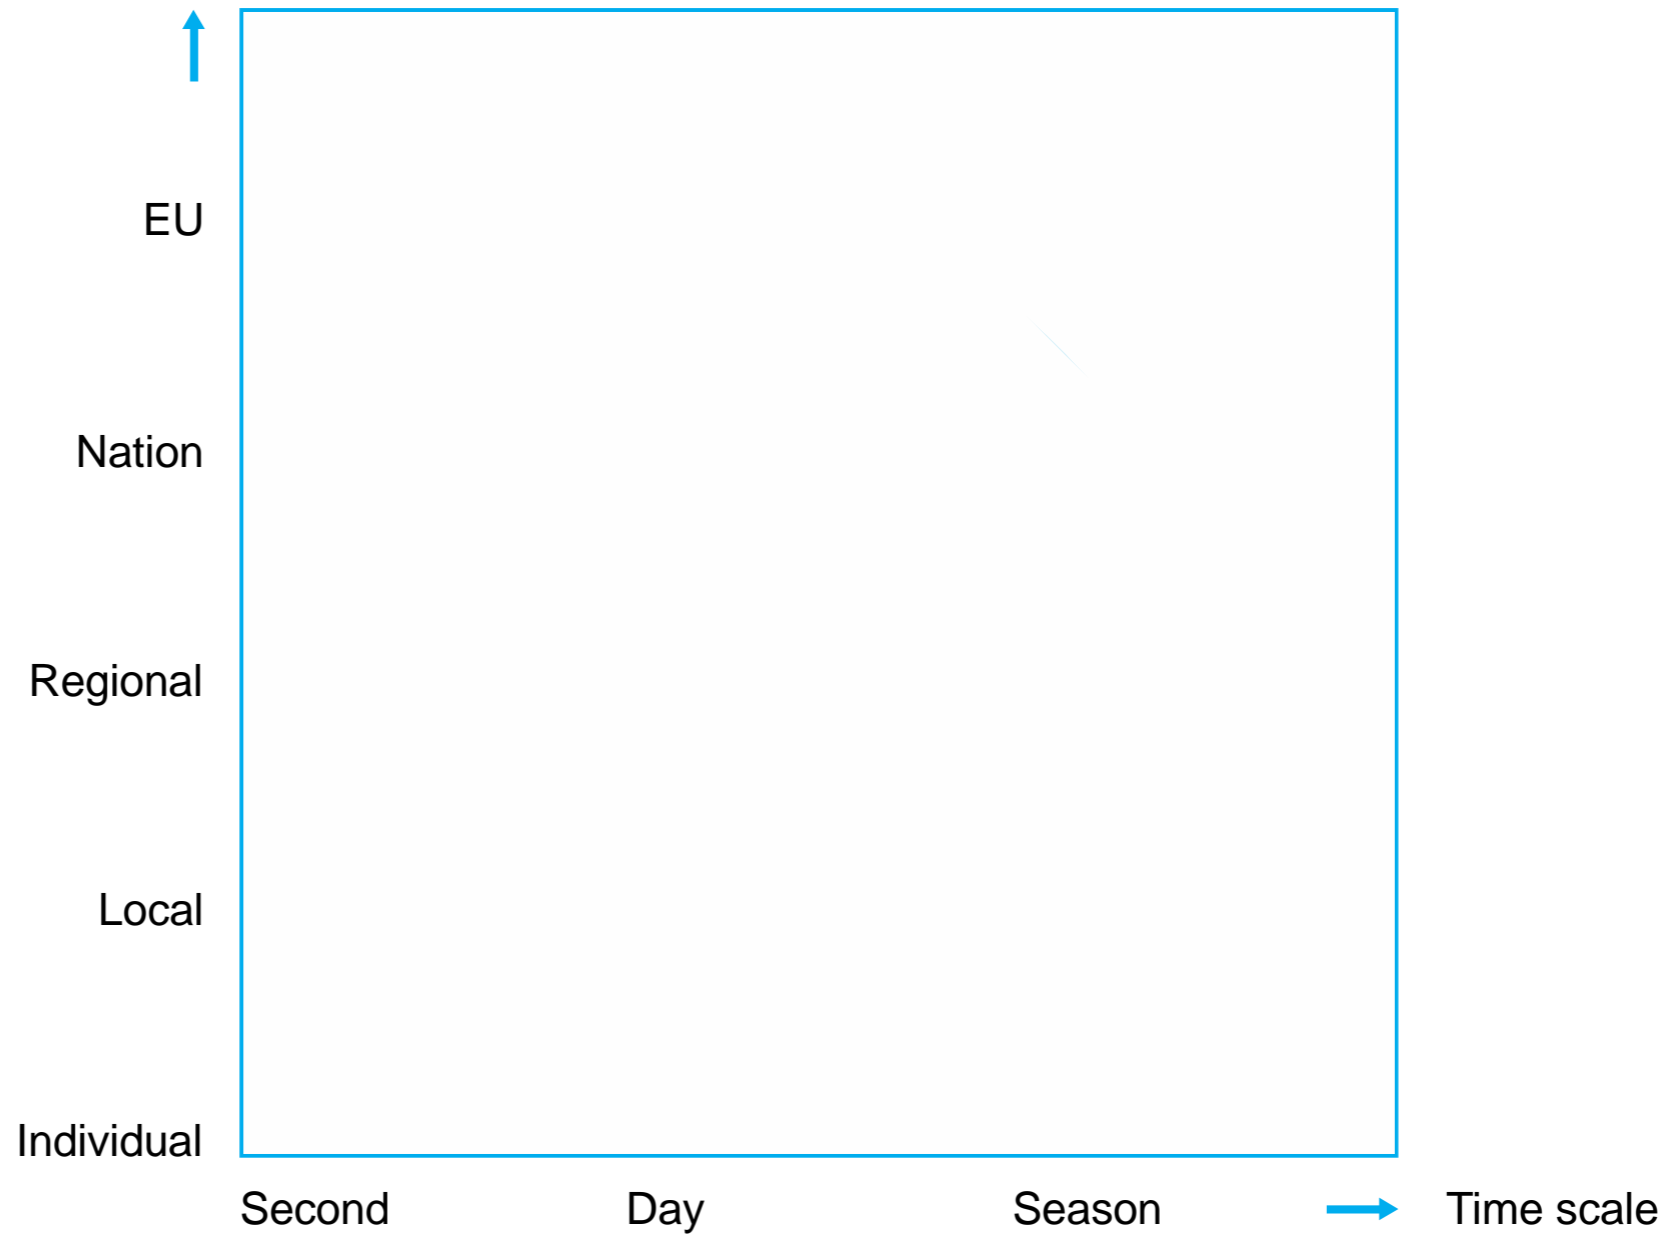 EU
Nation
Regional
Local
Individual
Second Day Season Time scale